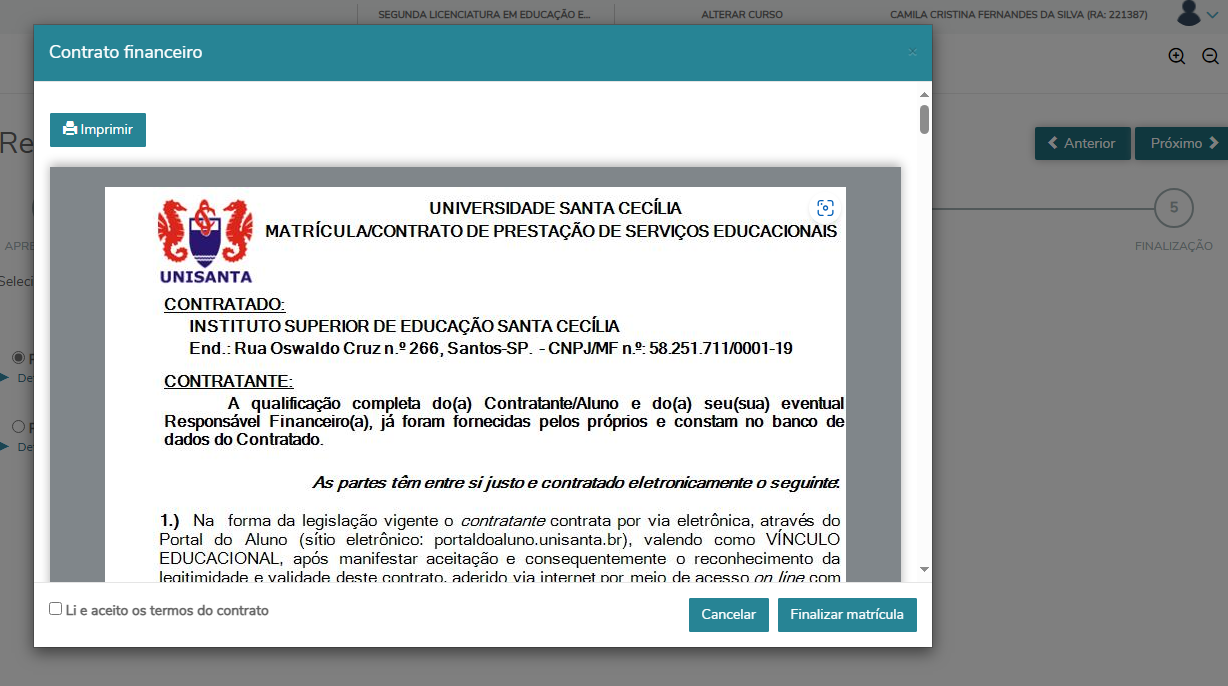 SEGUNDA LICENCIATURA EM EDUCAÇÃO E...
ALTERAR CURSO
CAMILA CRISTINA FERNANDES DA SILVA (RA: 221387)
Contrato financeiro
×
Imprimir
Re
Anterior
Próximo
5
APRE
FINALIZAÇÃO
Seleci
De
De
UNIVERSIDADE SANTA CECÍLIA
MATRÍCULA/CONTRATO DE PRESTAÇÃO DE SERVIÇOS EDUCACIONAIS
UNISANTA
CONTRATADO:
INSTITUTO SUPERIOR DE EDUCAÇÃO SANTA CECÍLIA
End.: Rua Oswaldo Cruz n.º 266, Santos-SP. - CNPJ/MF n.º: 58.251.711/0001-19
CONTRATANTE:
A qualificação completa do(a) Contratante/Aluno e do(a) seu(sua) eventual
Responsável Financeiro(a), já foram fornecidas pelos próprios e constam no banco de
dados do Contratado.
As partes têm entre si justo e contratado eletronicamente o seguinte:
1.) Na forma da legislação vigente o contratante contrata por via eletrônica, através do
Portal do Aluno (sítio eletrônico: portaldoaluno.unisanta.br), valendo como VÍNCULO
EDUCACIONAL, após manifestar aceitação e consequentemente o reconhecimento da
legitimidade e validade deste contrato, aderido via internet por meio de acesso on line com
Li e aceito os termos do contrato
Cancelar
Finalizar matrícula